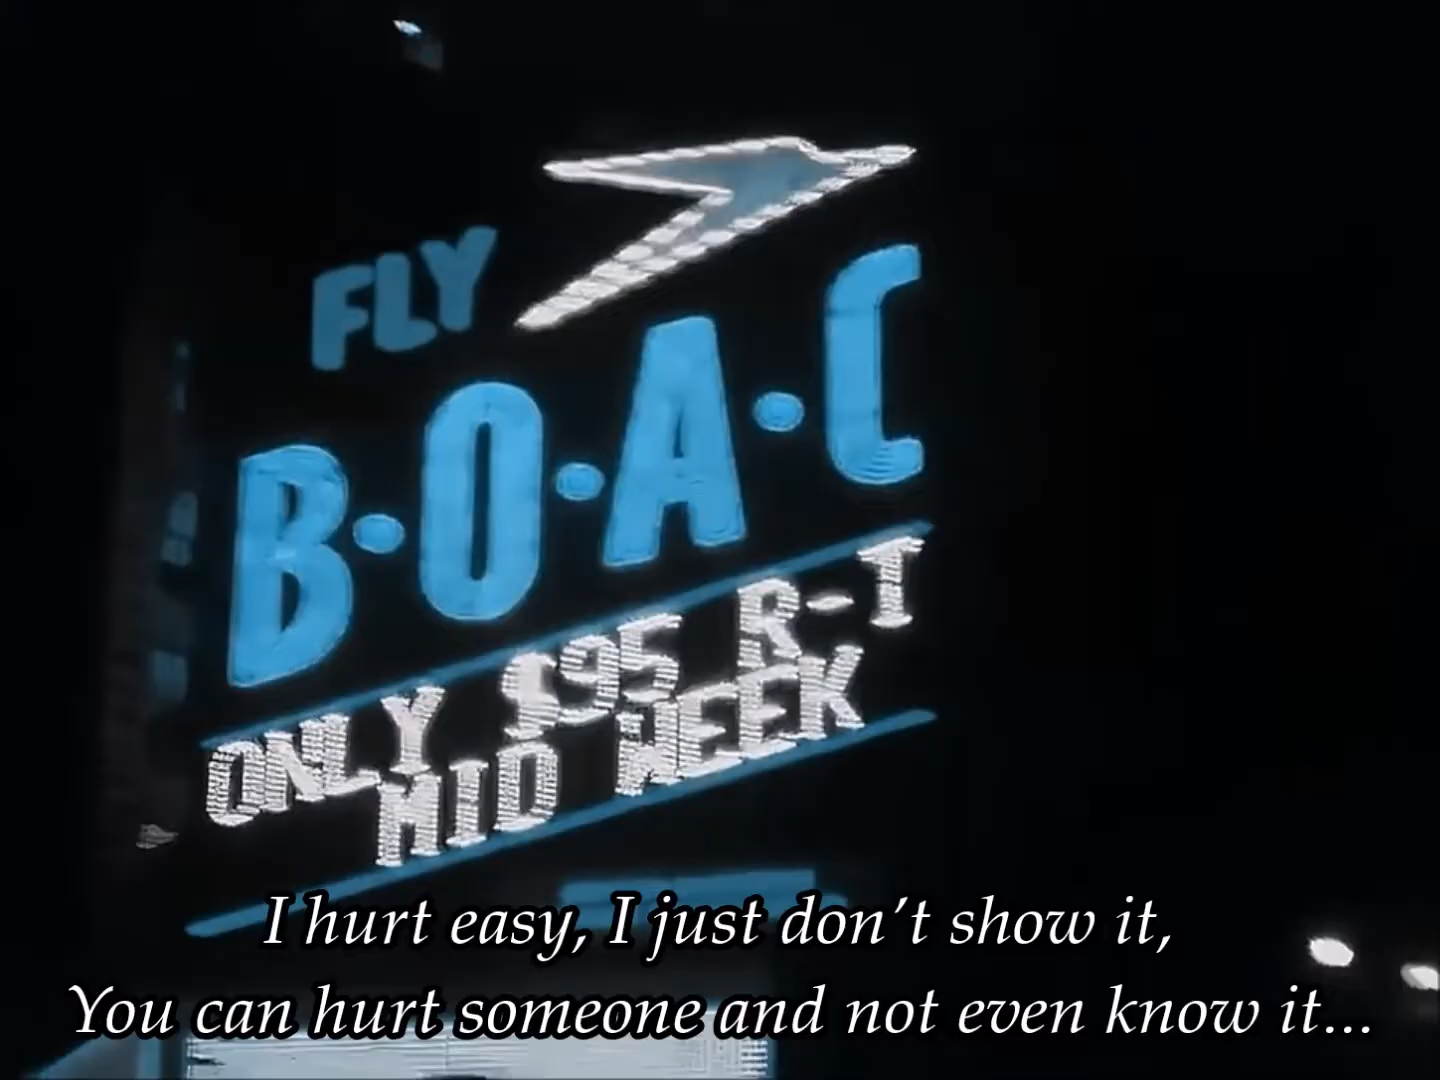 FLY
B·O·A·C
ONLY $95 R-T
MID WEEK
I hurt easy, I just don’t show it,
You can hurt someone and not even know it...